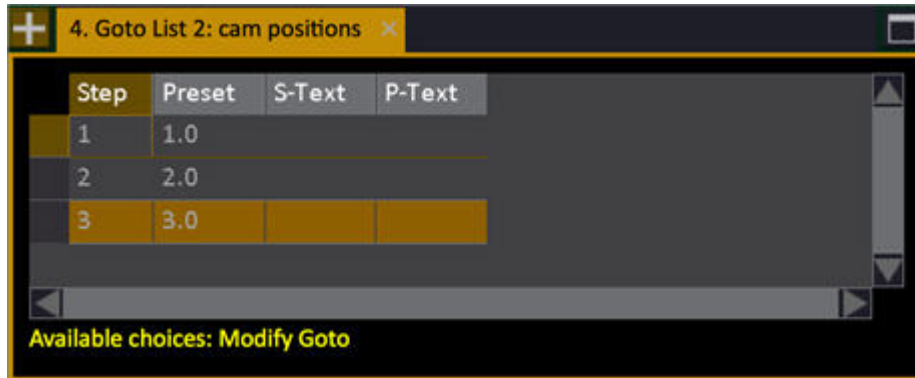 4. Goto List 2: cam positions ×
Step Preset S-Text P-Text
1 1.0
2 2.0
3 3.0
Available choices: Modify Goto